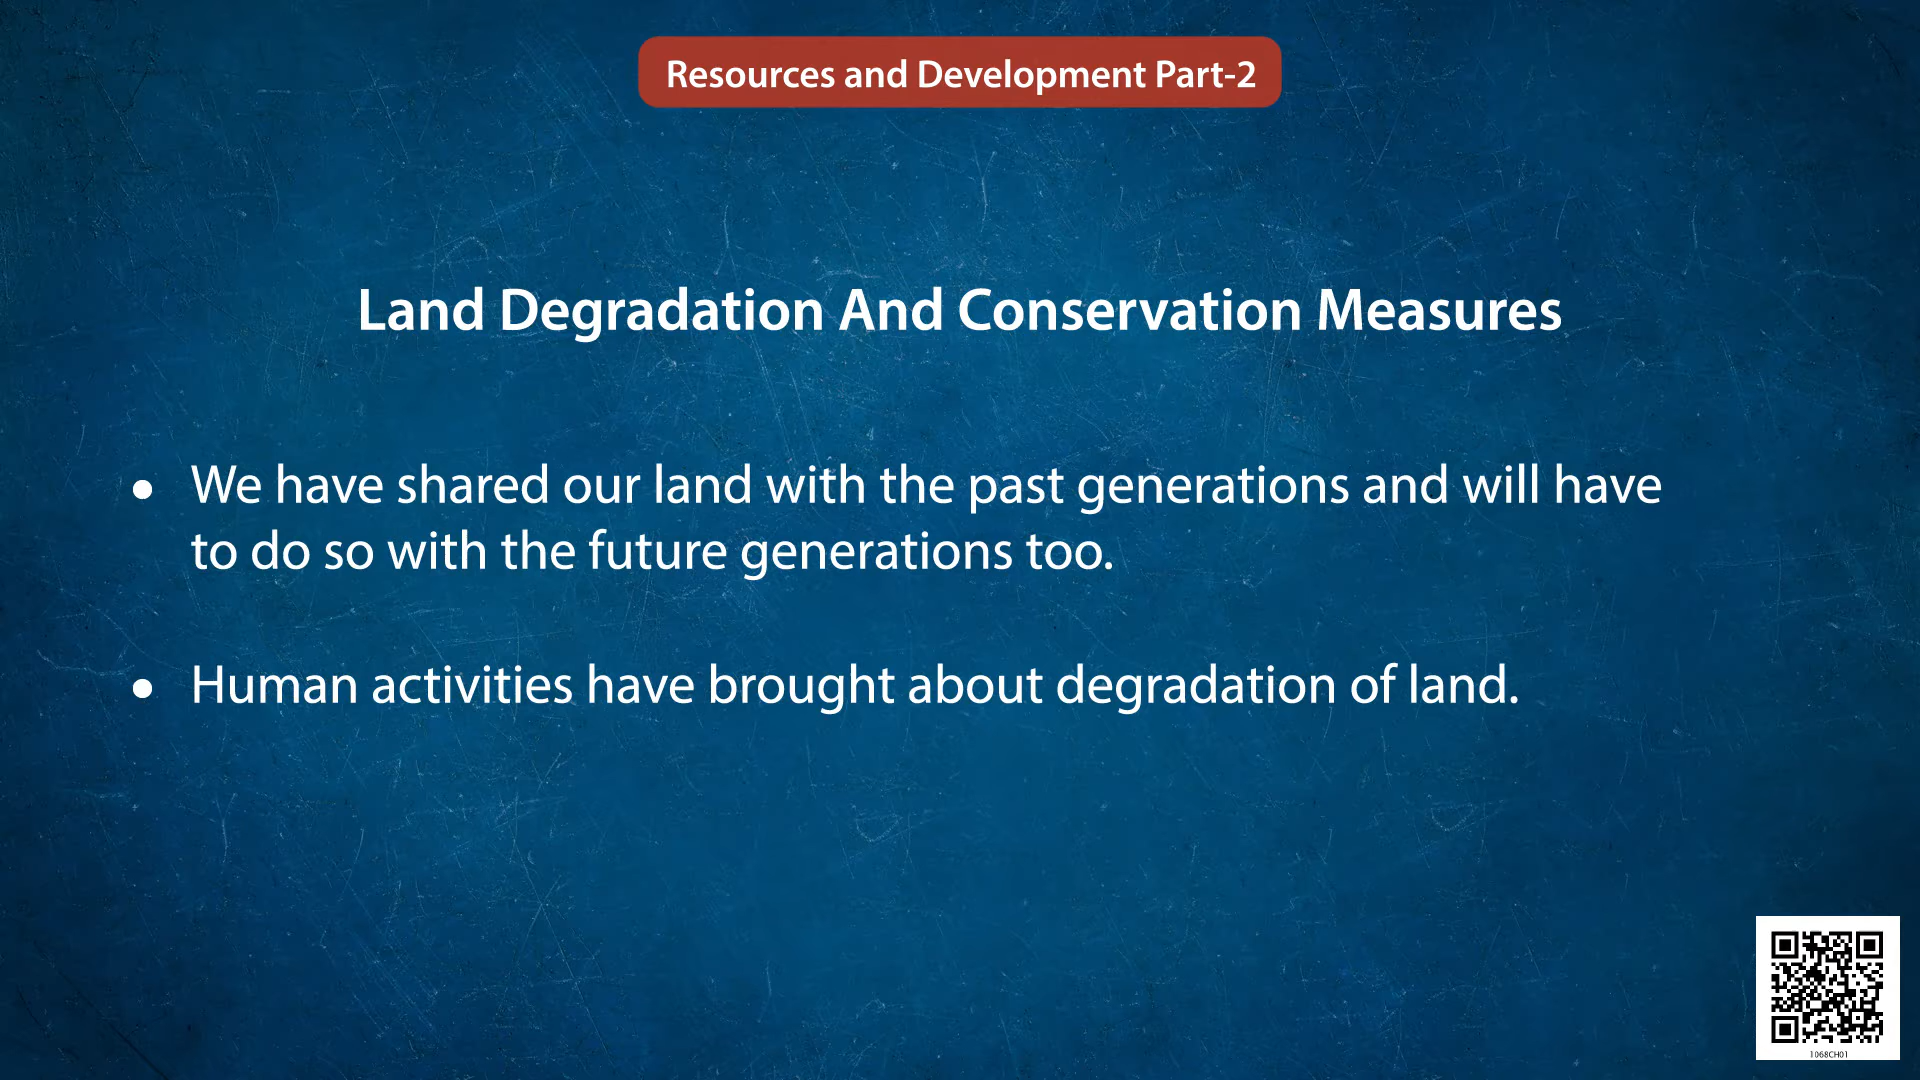 Resources and Development Part-2
Land Degradation And Conservation Measures
• We have shared our land with the past generations and will have
to do so with the future generations too.
• Human activities have brought about degradation of land.
1068CH01